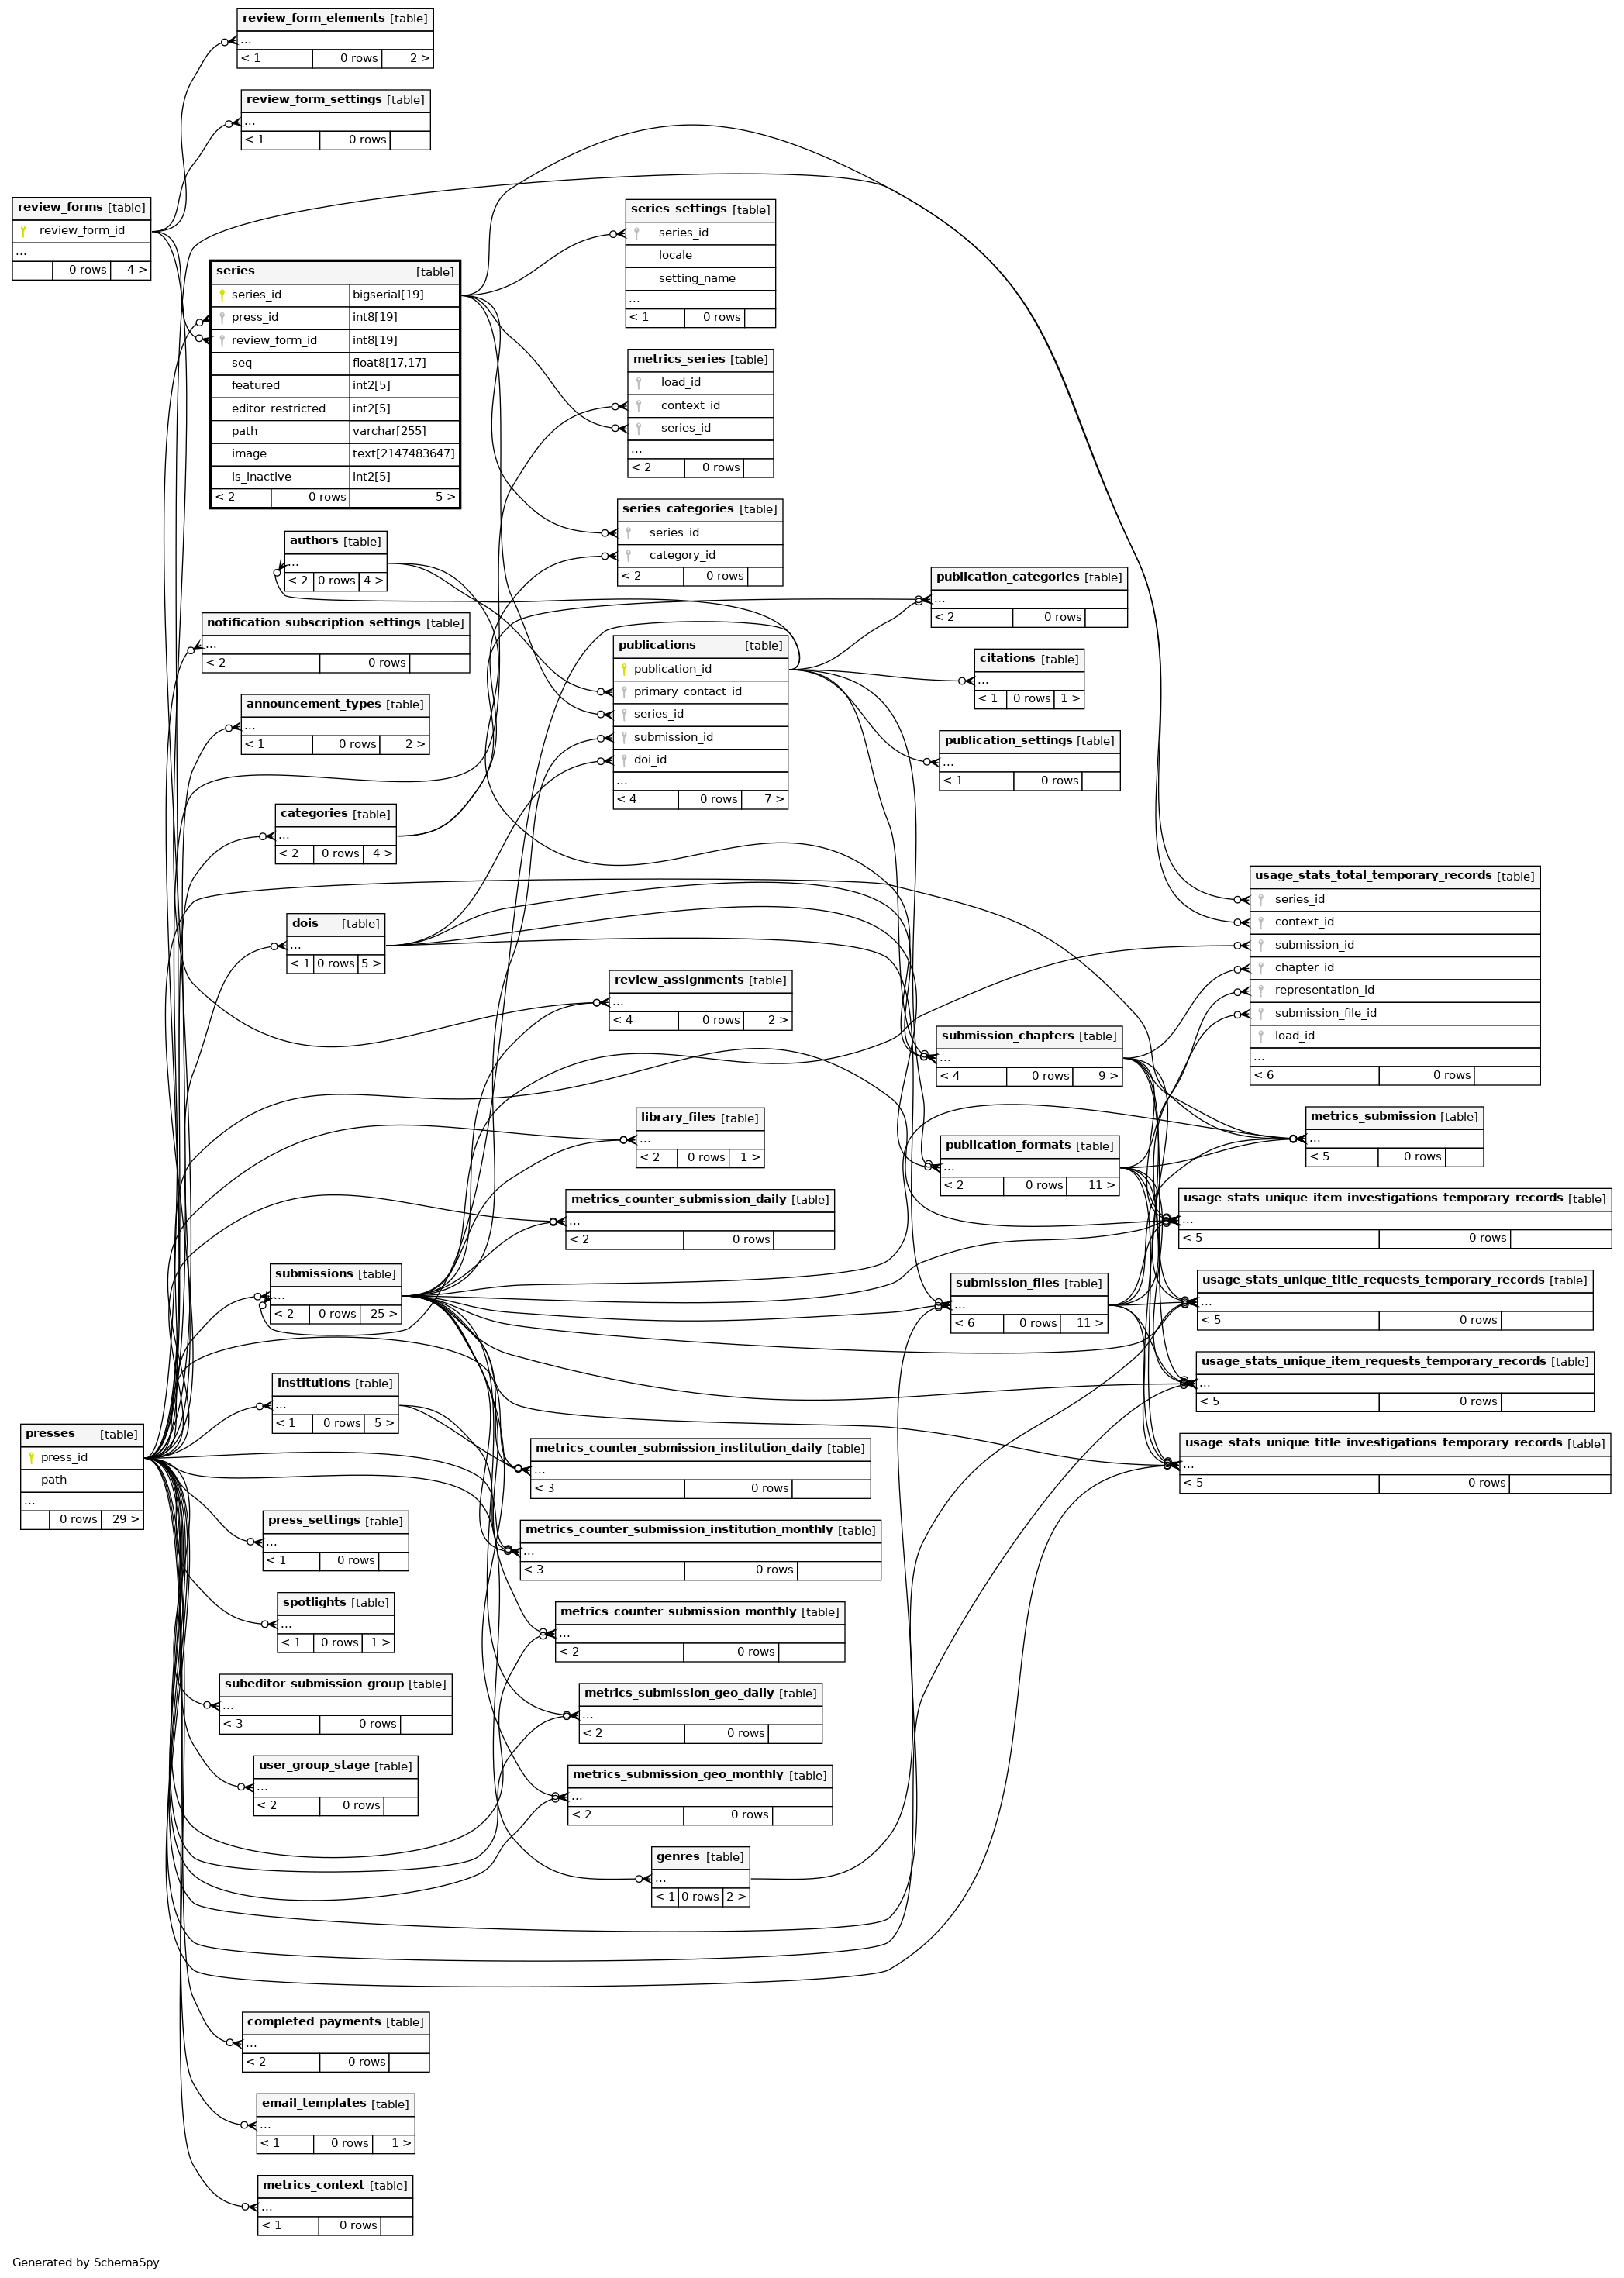 review_form_elements [table]
...
< 1 0 rows 2 >
review_form_settings [table]
...
< 1 0 rows
review_forms [table]
review_form_id
...
0 rows 4 >
series [table]
series_id bigserial[19]
press_id int8[19]
review_form_id int8[19]
seq float8[17,17]
featured int2[5]
editor_restricted int2[5]
path varchar[255]
image text[2147483647]
is_inactive int2[5]
< 2 0 rows 5 >
series_settings [table]
series_id
locale
setting_name
...
< 1 0 rows
metrics_series [table]
load_id
context_id
series_id
...
< 2 0 rows
series_categories [table]
series_id
category_id
< 2 0 rows
authors [table]
...
< 2 0 rows 4 >
notification_subscription_settings [table]
...
< 2 0 rows
announcement_types [table]
...
< 1 0 rows 2 >
categories [table]
...
< 2 0 rows 4 >
dois [table]
...
< 1 0 rows 5 >
publications [table]
publication_id
primary_contact_id
series_id
submission_id
doi_id
...
< 4 0 rows 7 >
publication_categories [table]
...
< 2 0 rows
citations [table]
...
< 1 0 rows 1 >
publication_settings [table]
...
< 1 0 rows
usage_stats_total_temporary_records [table]
series_id
context_id
submission_id
chapter_id
representation_id
submission_file_id
load_id
...
< 6 0 rows
review_assignments [table]
...
< 4 0 rows 2 >
submission_chapters [table]
...
< 4 0 rows 9 >
library_files [table]
...
< 2 0 rows 1 >
publication_formats [table]
...
< 2 0 rows 11 >
metrics_submission [table]
...
< 5 0 rows
metrics_counter_submission_daily [table]
...
< 2 0 rows
usage_stats_unique_item_investigations_temporary_records [table]
...
< 5 0 rows
submissions [table]
...
< 2 0 rows 25 >
submission_files [table]
...
< 6 0 rows 11 >
usage_stats_unique_title_requests_temporary_records [table]
...
< 5 0 rows
usage_stats_unique_item_requests_temporary_records [table]
...
< 5 0 rows
institutions [table]
...
< 1 0 rows 5 >
presses [table]
press_id
path
...
0 rows 29 >
metrics_counter_submission_institution_daily [table]
...
< 3 0 rows
usage_stats_unique_title_investigations_temporary_records [table]
...
< 5 0 rows
press_settings [table]
...
< 1 0 rows
metrics_counter_submission_institution_monthly [table]
...
< 3 0 rows
spotlights [table]
...
< 1 0 rows 1 >
metrics_counter_submission_monthly [table]
...
< 2 0 rows
subeditor_submission_group [table]
...
< 3 0 rows
metrics_submission_geo_daily [table]
...
< 2 0 rows
user_group_stage [table]
...
< 2 0 rows
metrics_submission_geo_monthly [table]
...
< 2 0 rows
genres [table]
...
< 1 0 rows 2 >
completed_payments [table]
...
< 2 0 rows
email_templates [table]
...
< 1 0 rows 1 >
metrics_context [table]
...
< 1 0 rows
Generated by SchemaSpy